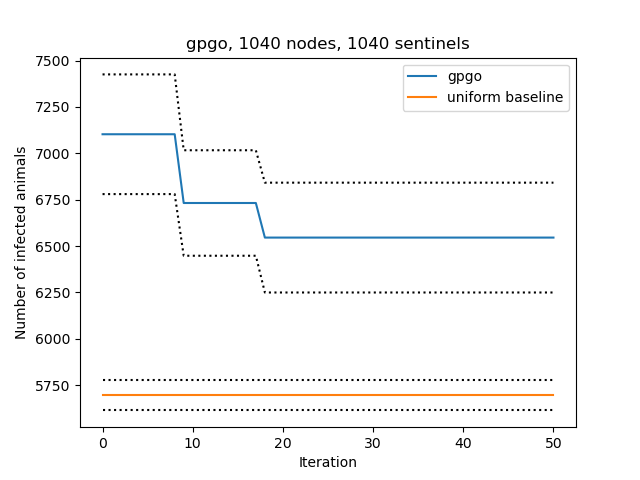 gpgo, 1040 nodes, 1040 sentinels
gpgo
uniform baseline
Number of infected animals
7500
7250
7000
6750
6500
6250
6000
5750
0 10 20 30 40 50
Iteration